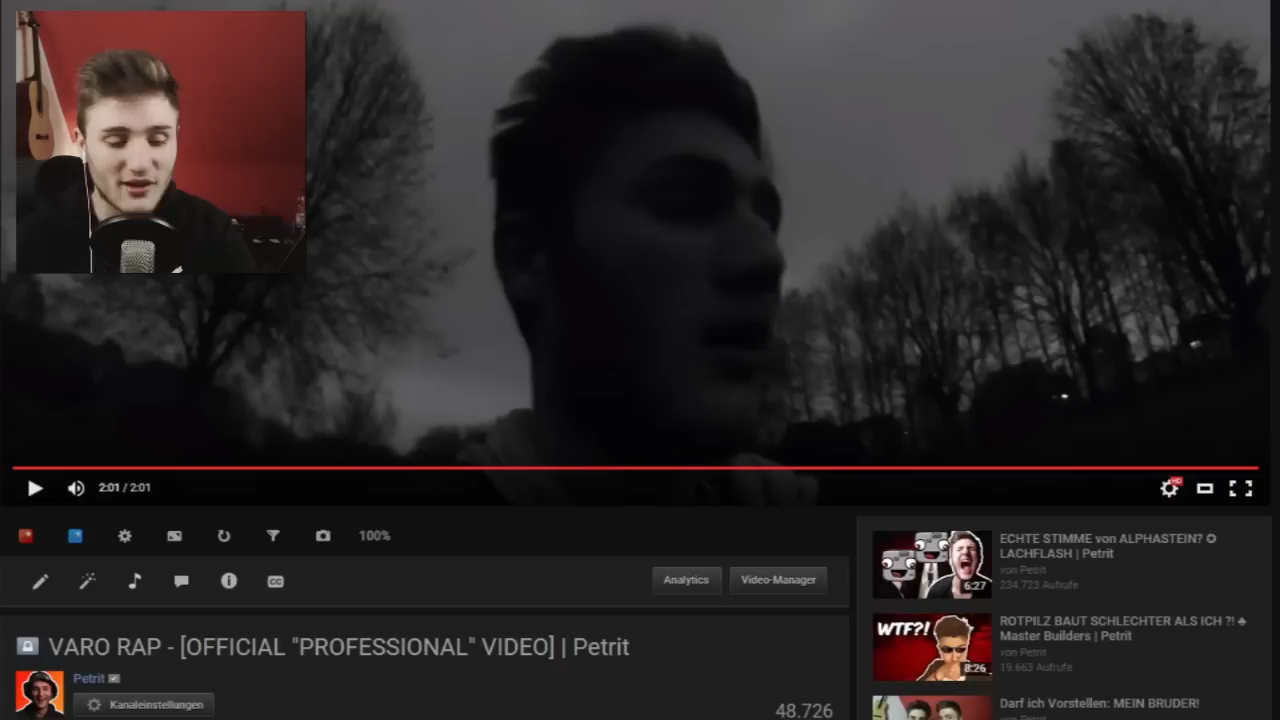 2:01 / 2:01
HD
100%
Analytics
Video-Manager
VARO RAP - [OFFICIAL "PROFESSIONAL" VIDEO] | Petrit
Petrit
Kanaleinstellungen
48.726
6:27
ECHTE STIMME von ALPHASTEIN? ✪
LACHFLASH | Petrit
von Petrit
234.723 Aufrufe
WTF?!
8:26
ROTPILZ BAUT SCHLECHTER ALS ICH ?! ♣
Master Builders | Petrit
von Petrit
19.663 Aufrufe
Darf ich Vorstellen: MEIN BRUDER!